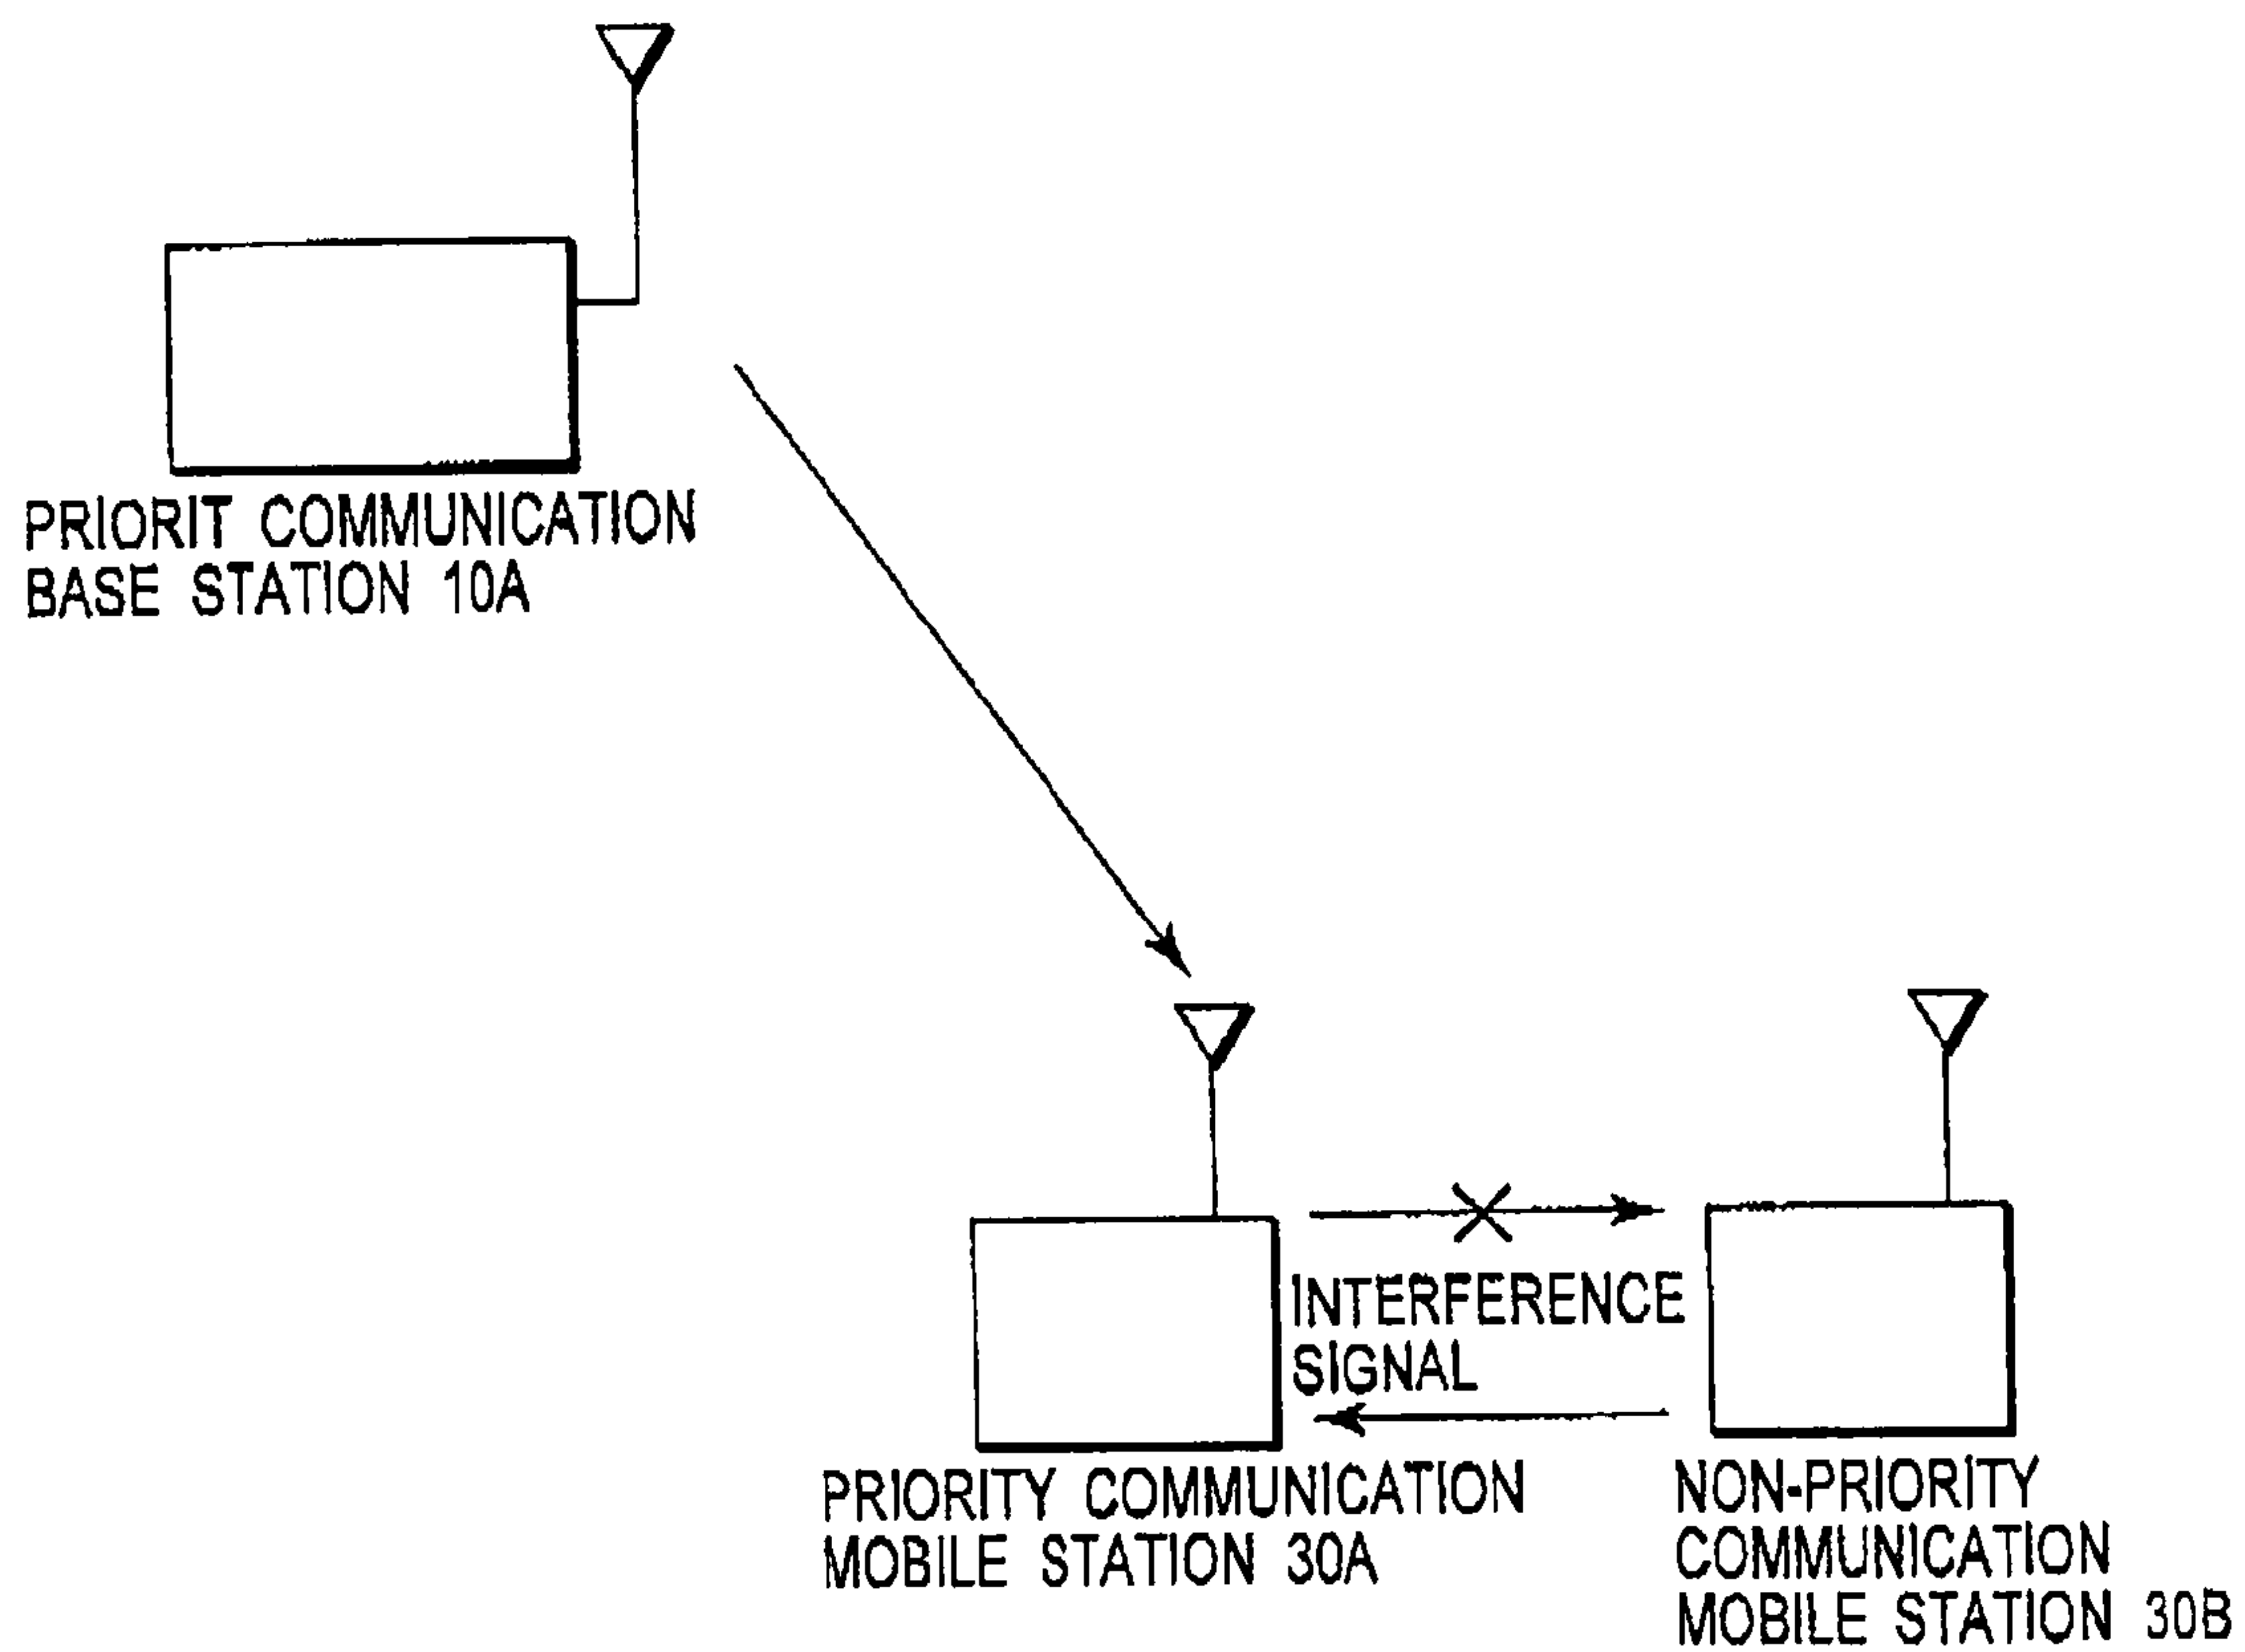 PRIORIT COMMUNICATION
BASE STATION 10A
INTERFERENCE
SIGNAL
PRIORITY COMMUNICATION
MOBILE STATION 30A
NON-PRIORITY
COMMUNICATION
MOBILE STATION 30B